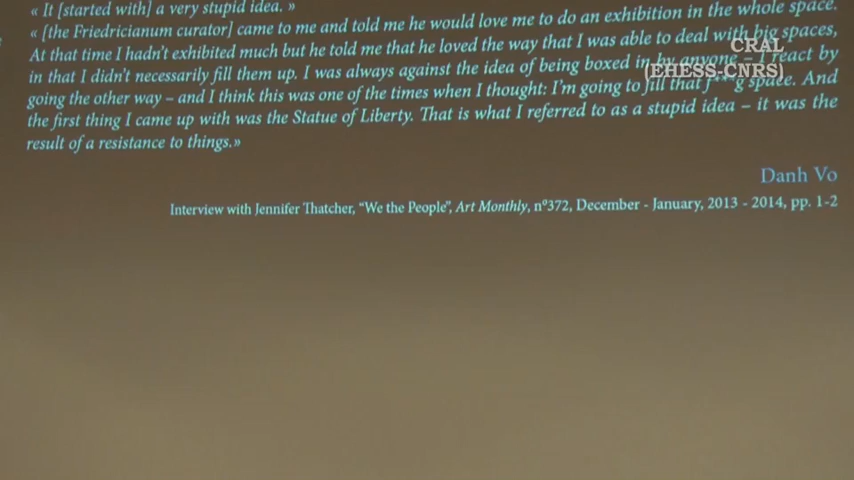 « It [started with] a very stupid idea. »
« [the Friedricianum curator] came to me and told me he would love me to do an exhibition in the whole space.
At that time I hadn't exhibited much but he told me that he loved the way that I was able to deal with big spaces,
in that I didn't necessarily fill them up. I was always against the idea of being boxed in by anyone – I react by
going the other way – and I think this was one of the times when I thought: I'm going to fill that f***g space. And
the first thing I came up with was the Statue of Liberty. That is what I referred to as a stupid idea – it was the
result of a resistance to things.»
Danh Vo
Interview with Jennifer Thatcher, “We the People”, Art Monthly, nº372, December - January, 2013 - 2014, pp. 1-2
CRAL
(EHESS-CNRS)